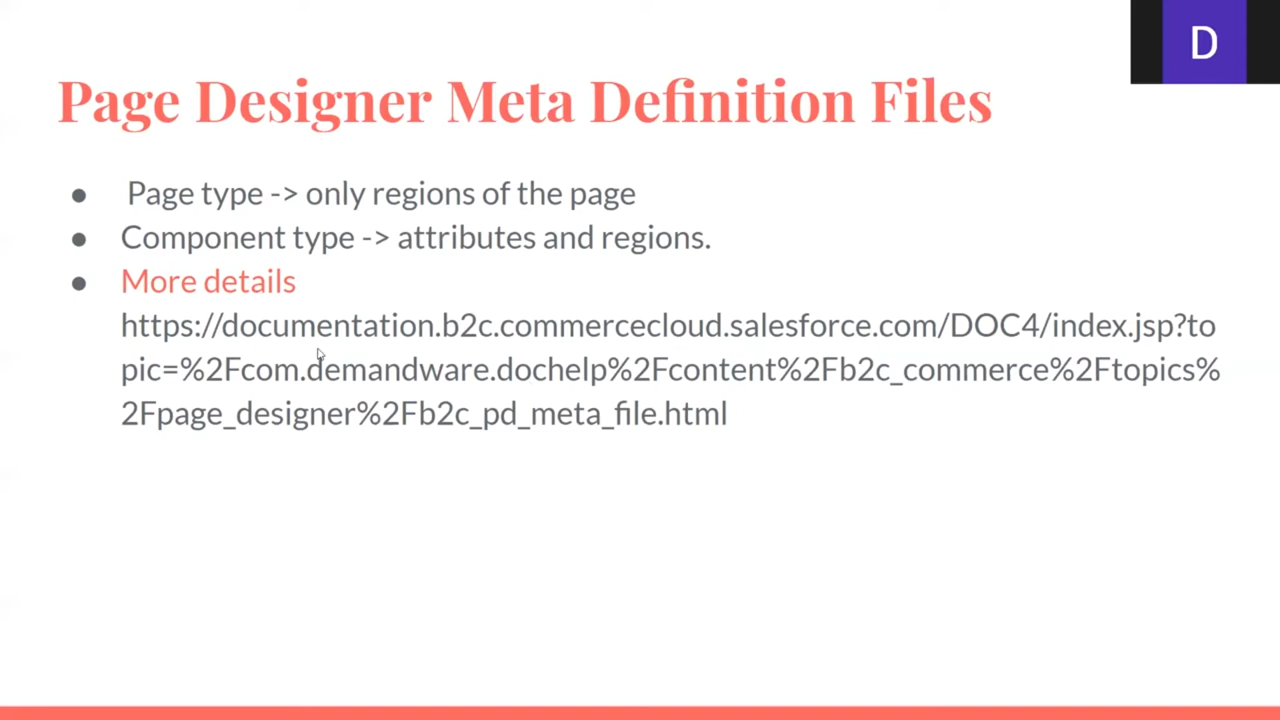 D
Page Designer Meta Definition Files
● Page type -> only regions of the page
● Component type -> attributes and regions.
● More details
https://documentation.b2c.commercecloud.salesforce.com/DOC4/index.jsp?to
pic=%2Fcom.demandware.dochelp%2Fcontent%2Fb2c_commerce%2Ftopics%
2Fpage_designer%2Fb2c_pd_meta_file.html